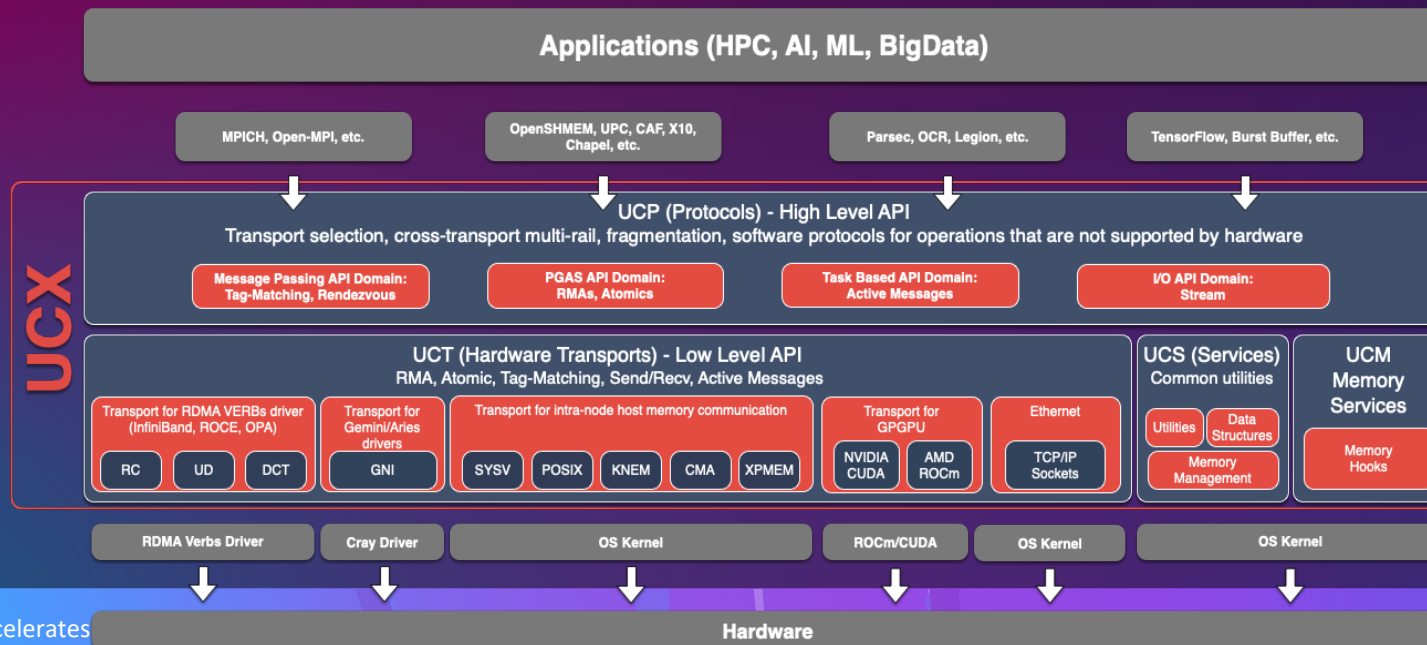 Applications (HPC, AI, ML, BigData)
MPICH, Open-MPI, etc.
OpenSHMEM, UPC, CAF, X10,
Chapel, etc.
Parsec, OCR, Legion, etc.
TensorFlow, Burst Buffer, etc.
UCX
UCP (Protocols) - High Level API
Transport selection, cross-transport multi-rail, fragmentation, software protocols for operations that are not supported by hardware
Message Passing API Domain:
Tag-Matching, Rendezvous
PGAS API Domain:
RMAs, Atomics
Task Based API Domain:
Active Messages
I/O API Domain:
Stream
UCT (Hardware Transports) - Low Level API
RMA, Atomic, Tag-Matching, Send/Recv, Active Messages
Transport for RDMA VERBs driver
(InfiniBand, ROCE, OPA)
RC
UD
DCT
Transport for
Gemini/Aries
drivers
GNI
Transport for intra-node host memory communication
SYSV
POSIX
KNEM
CMA
XPMEM
Transport for
GPGPU
NVIDIA
CUDA
AMD
ROCm
Ethernet
TCP/IP
Sockets
UCS (Services)
Common utilities
Utilities
Data
Structures
Memory
Management
UCM
Memory
Services
Memory
Hooks
RDMA Verbs Driver
Cray Driver
OS Kernel
ROCm/CUDA
OS Kernel
OS Kernel
celerates
Hardware